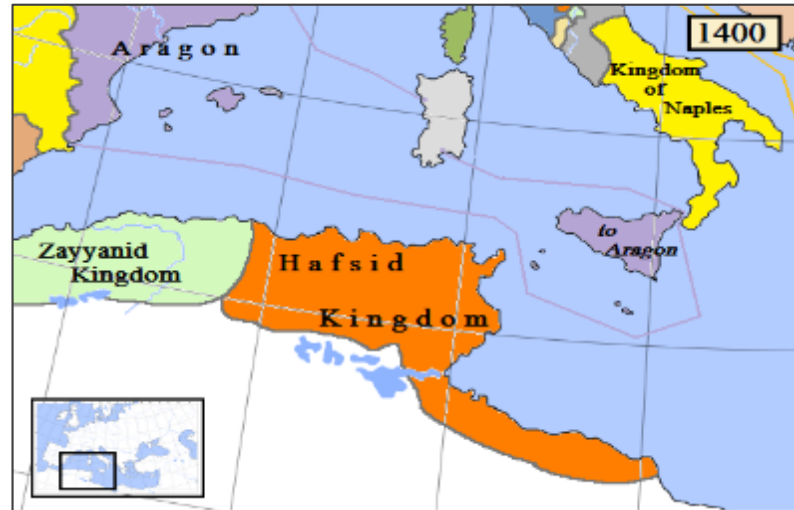 1400
Aragon
Kingdom
of
Naples
to
Aragon
Zayyanid
Kingdom
Hafsid
Kingdom